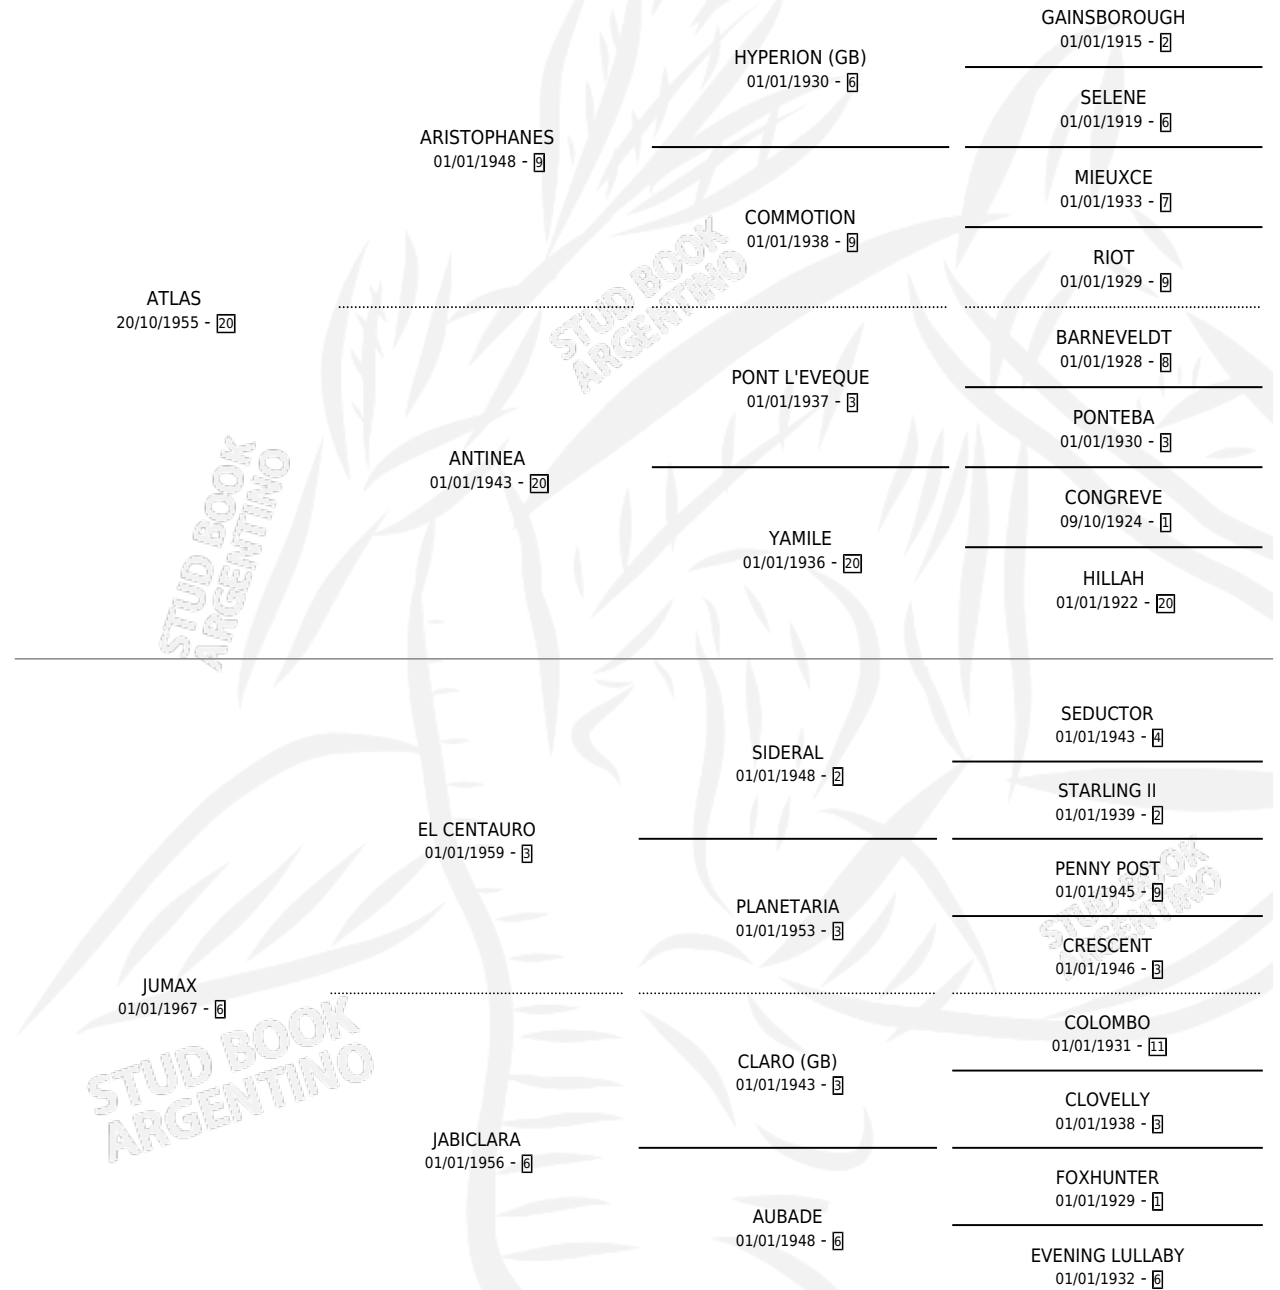 GAINSBOROUGH
01/01/1915 - 2
HYPERION (GB)
01/01/1930 - 6
SELENE
01/01/1919 - 6
ARISTOPHANES
01/01/1948 - 9
MIEUXCE
01/01/1933 - 7
COMMOTION
01/01/1938 - 9
RIOT
01/01/1929 - 9
ATLAS
20/10/1955 - 20
STUD BOOK
ARGENTINO
BARNEVELDT
01/01/1928 - 8
PONT L'EVEQUE
01/01/1937 - 3
PONTEBA
01/01/1930 - 3
ANTINEA
01/01/1943 - 20
CONGREVE
09/10/1924 - 1
YAMILE
01/01/1936 - 20
HILLAH
01/01/1922 - 20
STUD BOOK
ARGENTINO
SEDUCTOR
01/01/1943 - 4
SIDERAL
01/01/1948 - 2
STARLING II
01/01/1939 - 2
EL CENTAURO
01/01/1959 - 3
PENNY POST
01/01/1945 - 9
PLANETARIA
01/01/1953 - 3
CRESCENT
01/01/1946 - 3
STUD BOOK
ARGENTINO
JUMAX
01/01/1967 - 6
STUD BOOK
ARGENTINO
COLOMBO
01/01/1931 - 11
CLARO (GB)
01/01/1943 - 3
CLOVELLY
01/01/1938 - 3
JABICLARA
01/01/1956 - 6
FOXHUNTER
01/01/1929 - 1
AUBADE
01/01/1948 - 6
EVENING LULLABY
01/01/1932 - 6